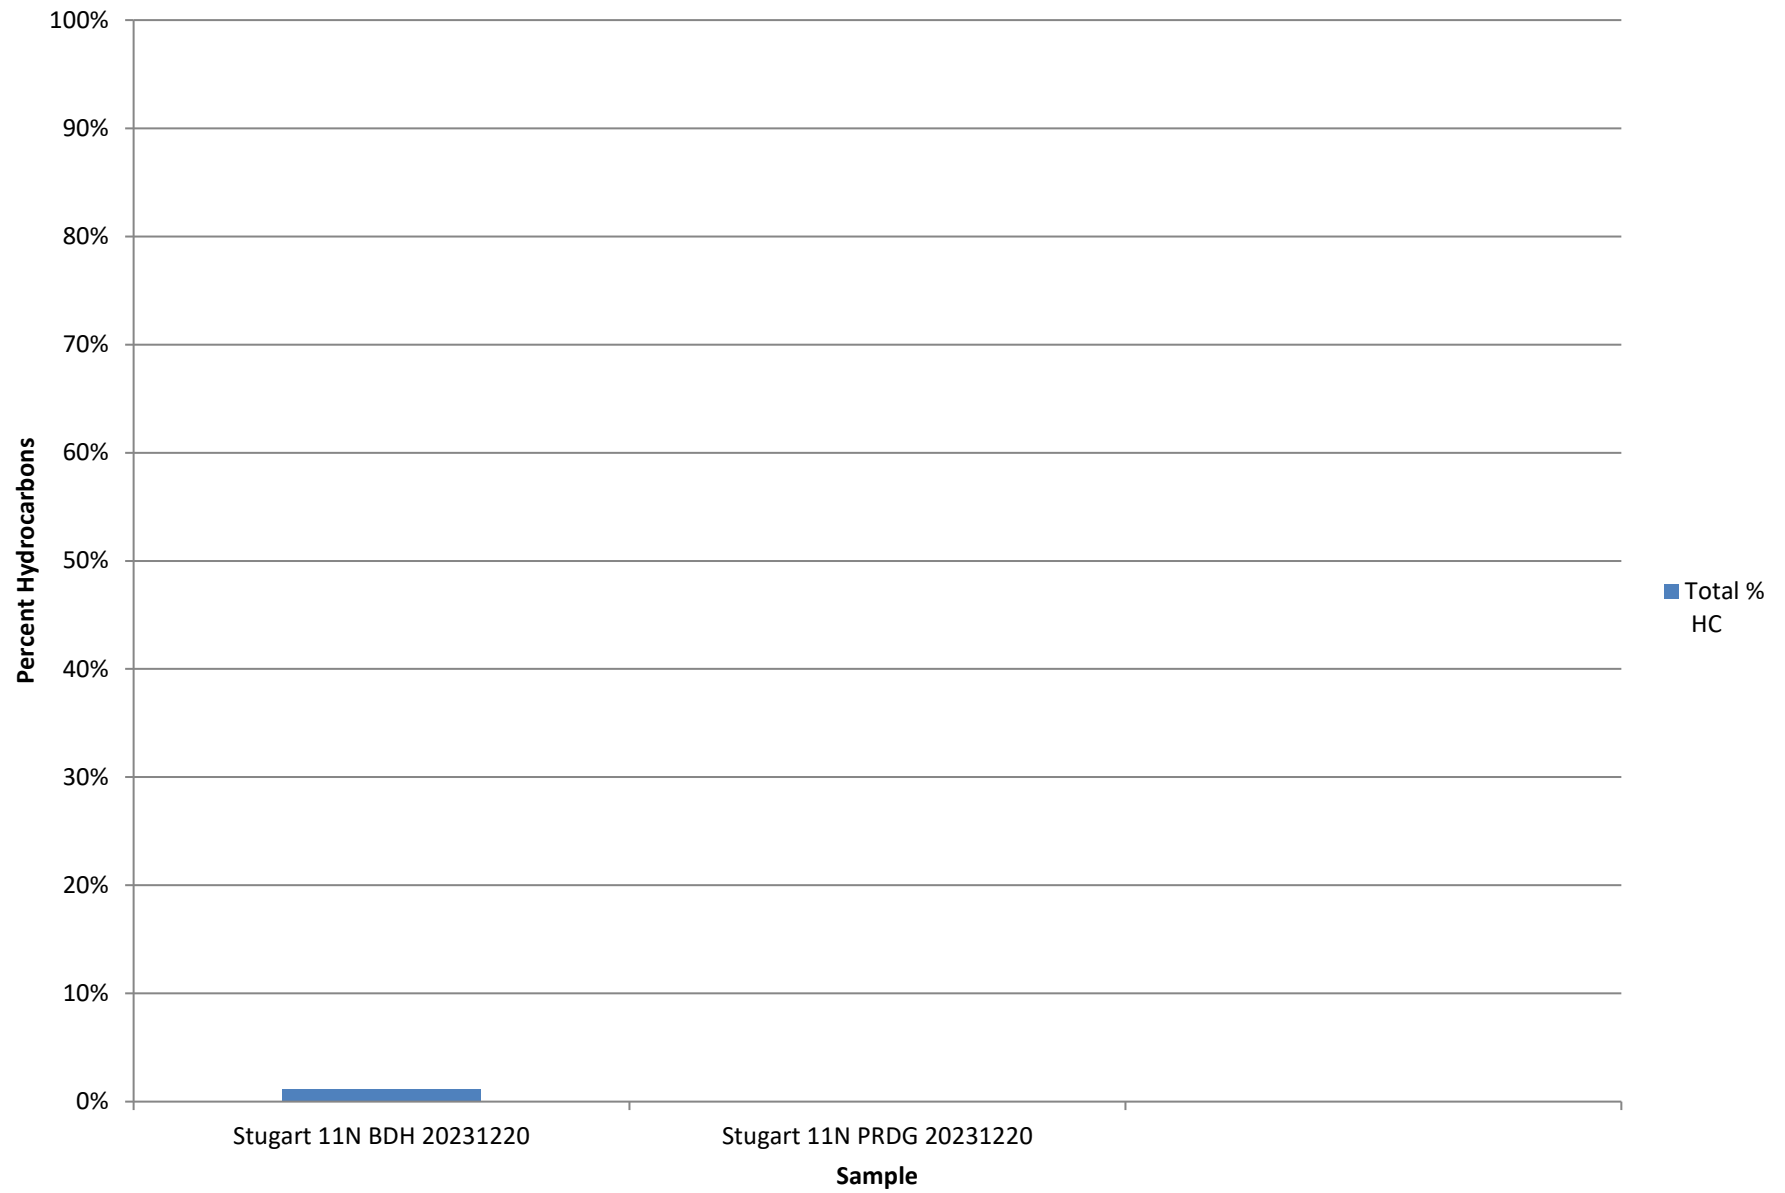 100%
90%
80%
70%
60%
50%
40%
30%
20%
10%
0%
Percent Hydrocarbons
Stugart 11N BDH 20231220
Stugart 11N PRDG 20231220
Sample
Total %
HC